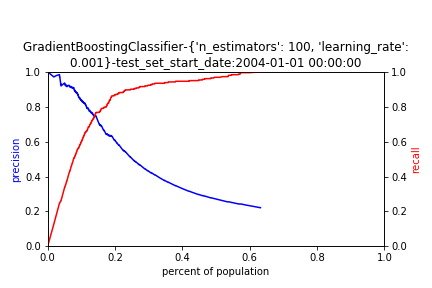 GradientBoostingClassifier-{'n_estimators': 100, 'learning_rate':
0.001}-test_set_start_date:2004-01-01 00:00:00
1.0
0.8
0.6
0.4
0.2
0.0
precision
1.0
0.8
0.6
0.4
0.2
0.0
recall
0.0 0.2 0.4 0.6 0.8 1.0
percent of population